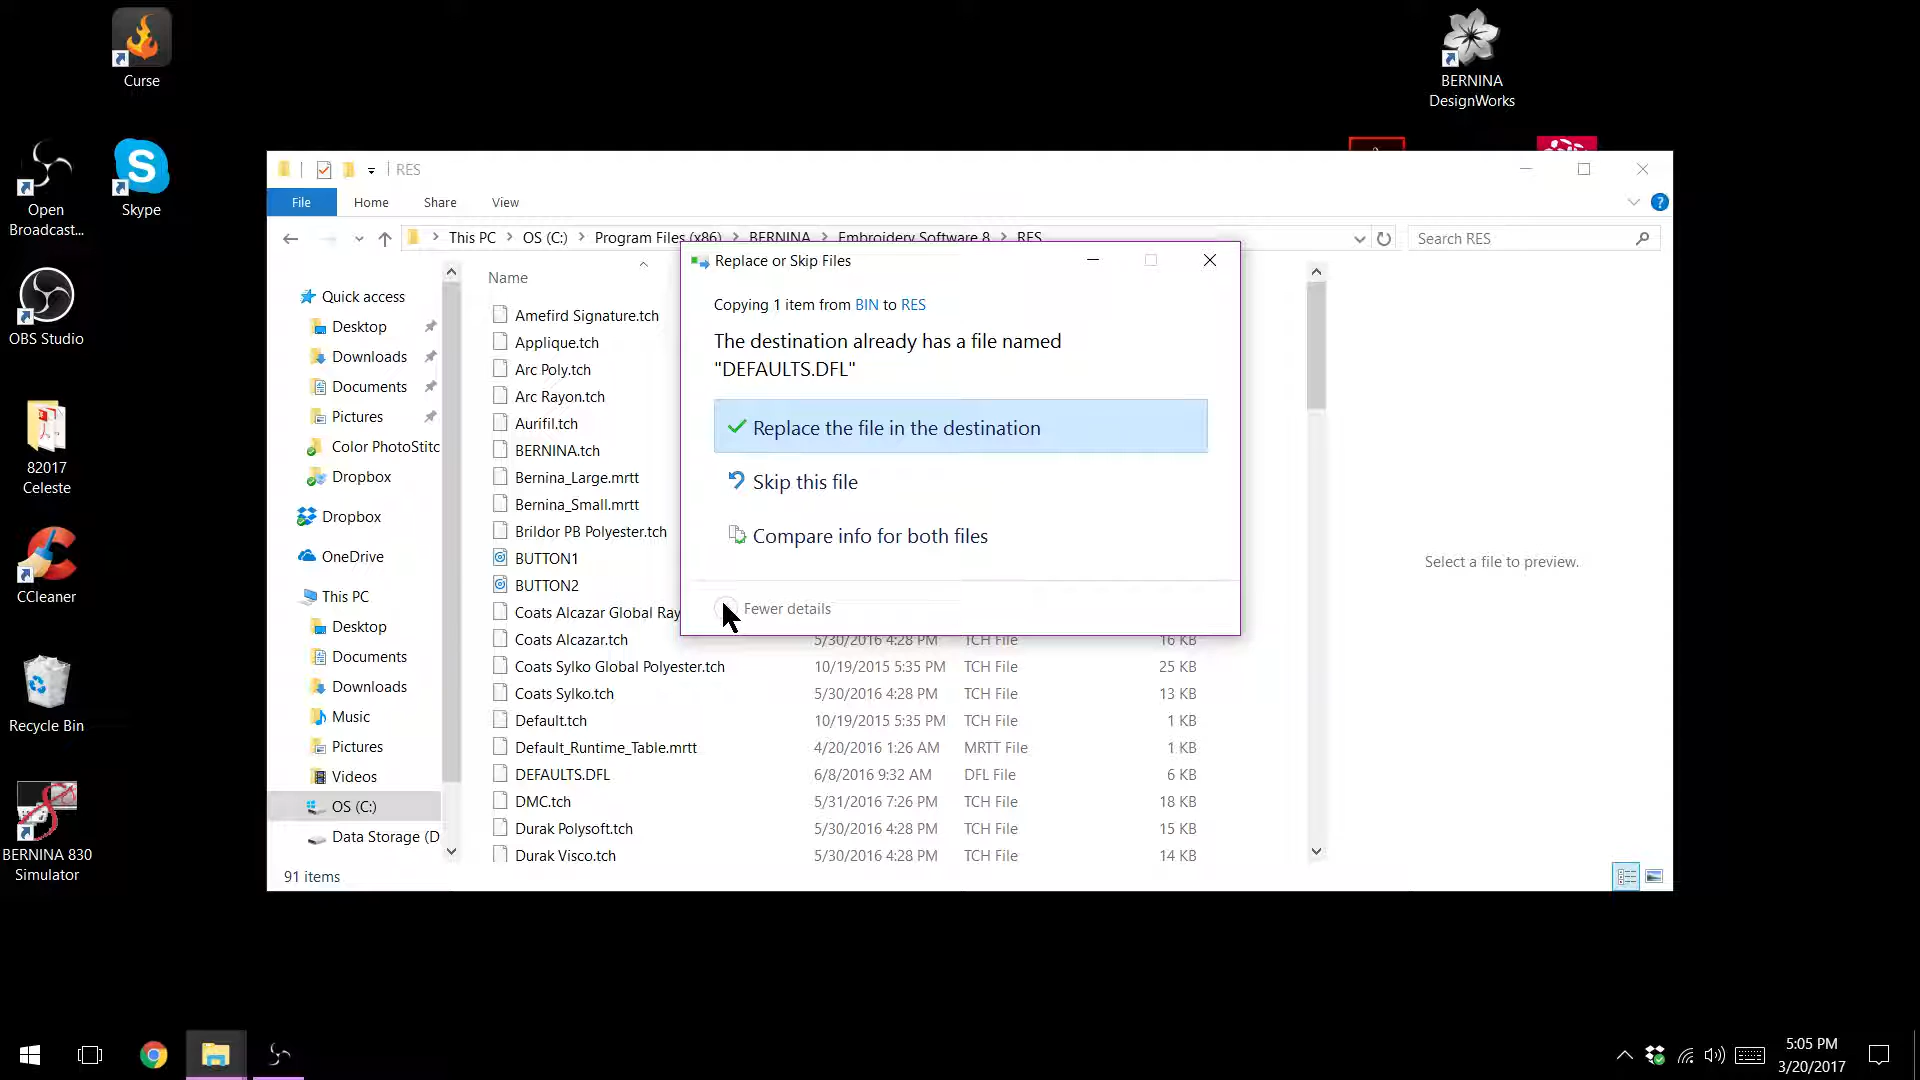 Curse
BERNINA
DesignWorks
Open
Broadcast...
Skype
OBS Studio
82017
Celeste
CCleaner
Recycle Bin
BERNINA 830
Simulator
RES
File
Home
Share
View
This PC
OS (C:)
Program Files (x86)
BERNINA
Embroidery Software 8
RES
Search RES
Quick access
Desktop
Downloads
Documents
Pictures
Color PhotoStitc
Dropbox
Dropbox
OneDrive
This PC
Desktop
Documents
Downloads
Music
Pictures
Videos
OS (C:)
Data Storage (D
Name
Amefird Signature.tch
Applique.tch
Arc Poly.tch
Arc Rayon.tch
Aurifil.tch
BERNINA.tch
Bernina_Large.mrtt
Bernina_Small.mrtt
Brildor PB Polyester.tch
BUTTON1
BUTTON2
Coats Alcazar Global Ray
Coats Alcazar.tch 5/30/2016 4:28 PM TCH File 16 KB
Coats Sylko Global Polyester.tch 10/19/2015 5:35 PM TCH File 25 KB
Coats Sylko.tch 5/30/2016 4:28 PM TCH File 13 KB
Default.tch 10/19/2015 5:35 PM TCH File 1 KB
Default_Runtime_Table.mrtt 4/20/2016 1:26 AM MRTT File 1 KB
DEFAULTS.DFL 6/8/2016 9:32 AM DFL File 6 KB
DMC.tch 5/31/2016 7:26 PM TCH File 18 KB
Durak Polysoft.tch 5/30/2016 4:28 PM TCH File 15 KB
Durak Visco.tch 5/30/2016 4:28 PM TCH File 14 KB
Replace or Skip Files
Copying 1 item from BIN to RES
The destination already has a file named
"DEFAULTS.DFL"
Replace the file in the destination
Skip this file
Compare info for both files
Fewer details
Select a file to preview.
91 items
5:05 PM
3/20/2017